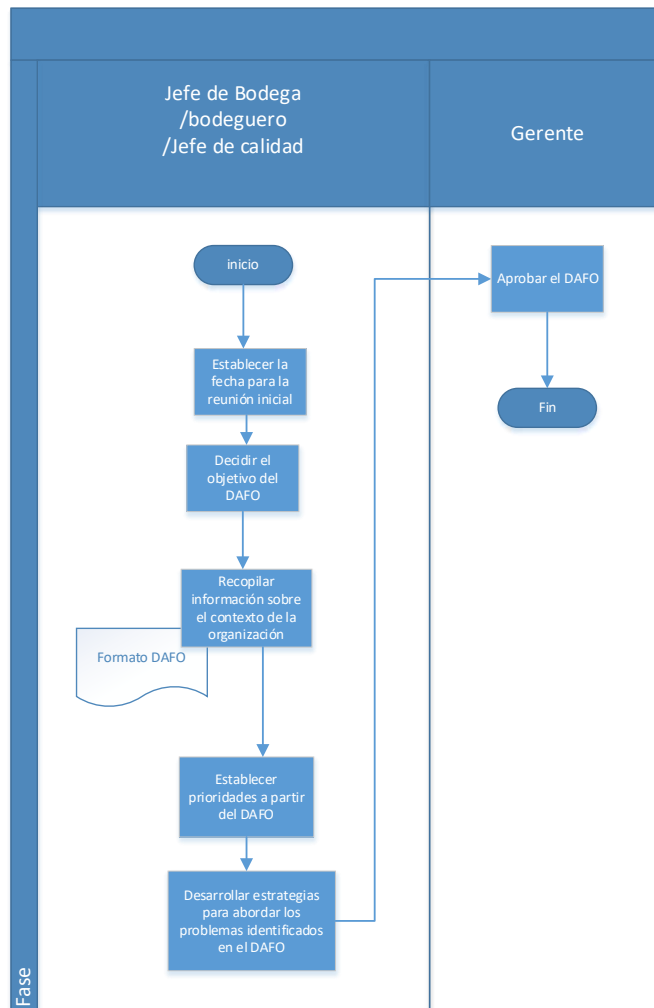 Jefe de Bodega
/bodeguero
/Jefe de calidad
Gerente
inicio
Establecer la
fecha para la
reunión inicial
Decidir el
objetivo del
DAFO
Recopilar
información sobre
el contexto de la
organización
Formato DAFO
Establecer
prioridades a partir
del DAFO
Desarrollar estrategias
para abordar los
problemas identificados
en el DAFO
Aprobar el DAFO
Fin
Fase